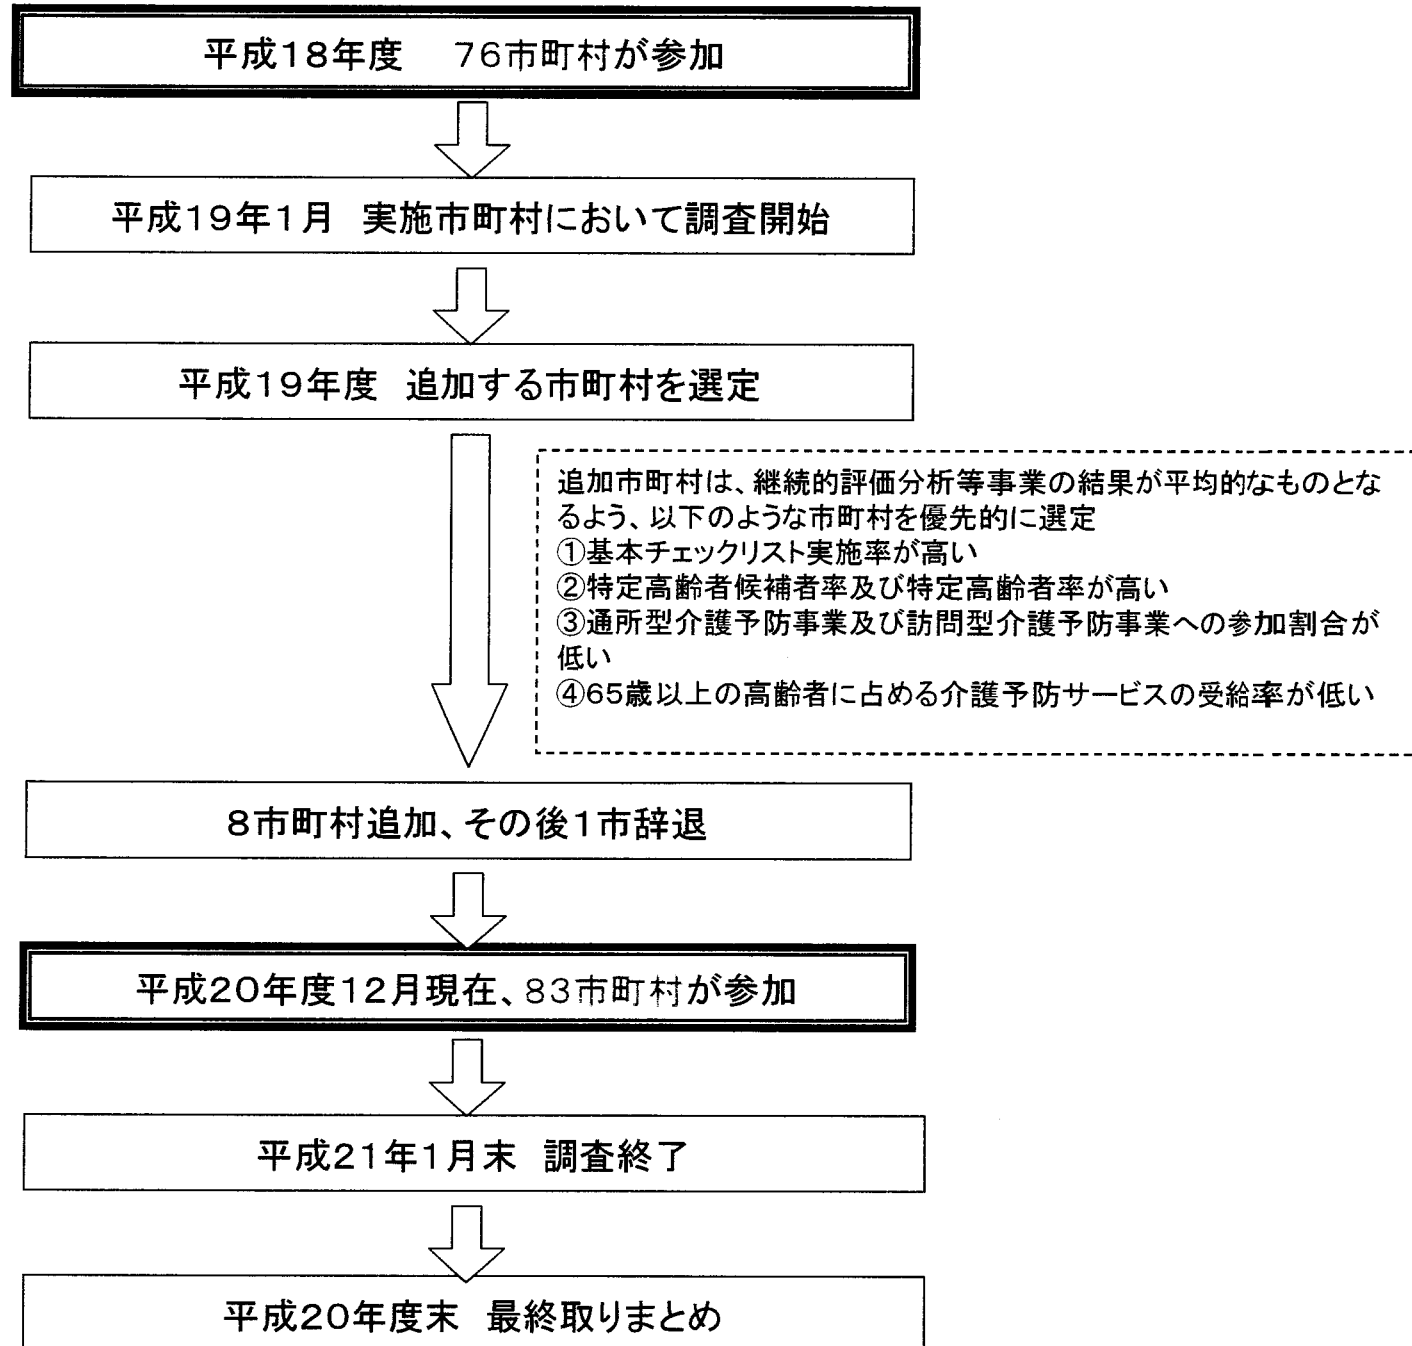 平成18年度　76市町村が参加
平成19年1月　実施市町村において調査開始
平成19年度　追加する市町村を選定
追加市町村は、継続的評価分析等事業の結果が平均的なものとな
るよう、以下のような市町村を優先的に選定
①基本チェックリスト実施率が高い
②特定高齢者候補者率及び特定高齢者率が高い
③通所型介護予防事業及び訪問型介護予防事業への参加割合が
低い
④65歳以上の高齢者に占める介護予防サービスの受給率が低い
8市町村追加、その後1市辞退
平成20年度12月現在、83市町村が参加
平成21年1月末　調査終了
平成20年度末　最終取りまとめ